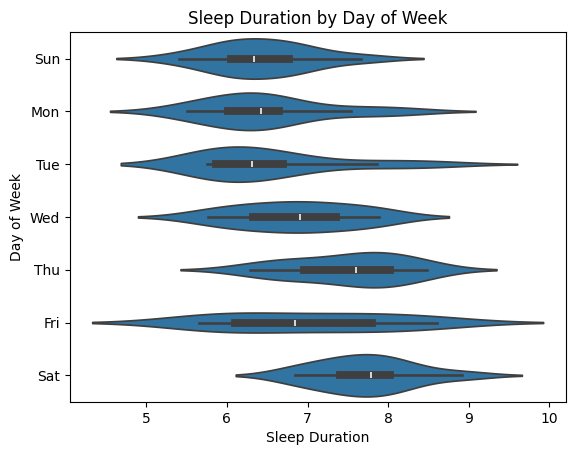 Sleep Duration by Day of Week
Day of Week
Sun
Mon
Tue
Wed
Thu
Fri
Sat
5 6 7 8 9 10
Sleep Duration